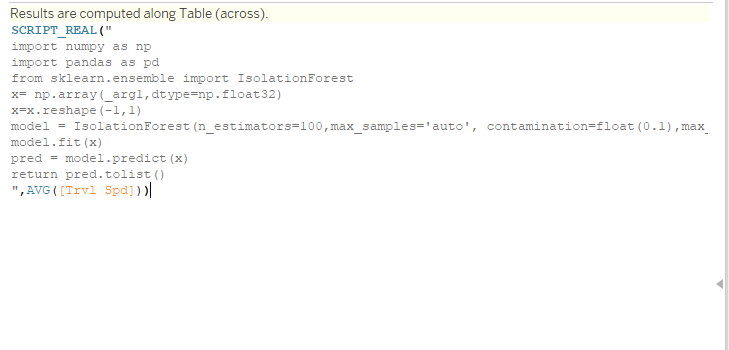 Results are computed along Table (across).
SCRIPT_REAL("
import numpy as np
import pandas as pd
from sklearn.ensemble import IsolationForest
x= np.array(_arg1,dtype=np.float32)
x=x.reshape(-1,1)
model = IsolationForest(n_estimators=100,max_samples='auto', contamination=float(0.1),max_
model.fit(x)
pred = model.predict(x)
return pred.tolist()
",AVG([Trvl Spd]))